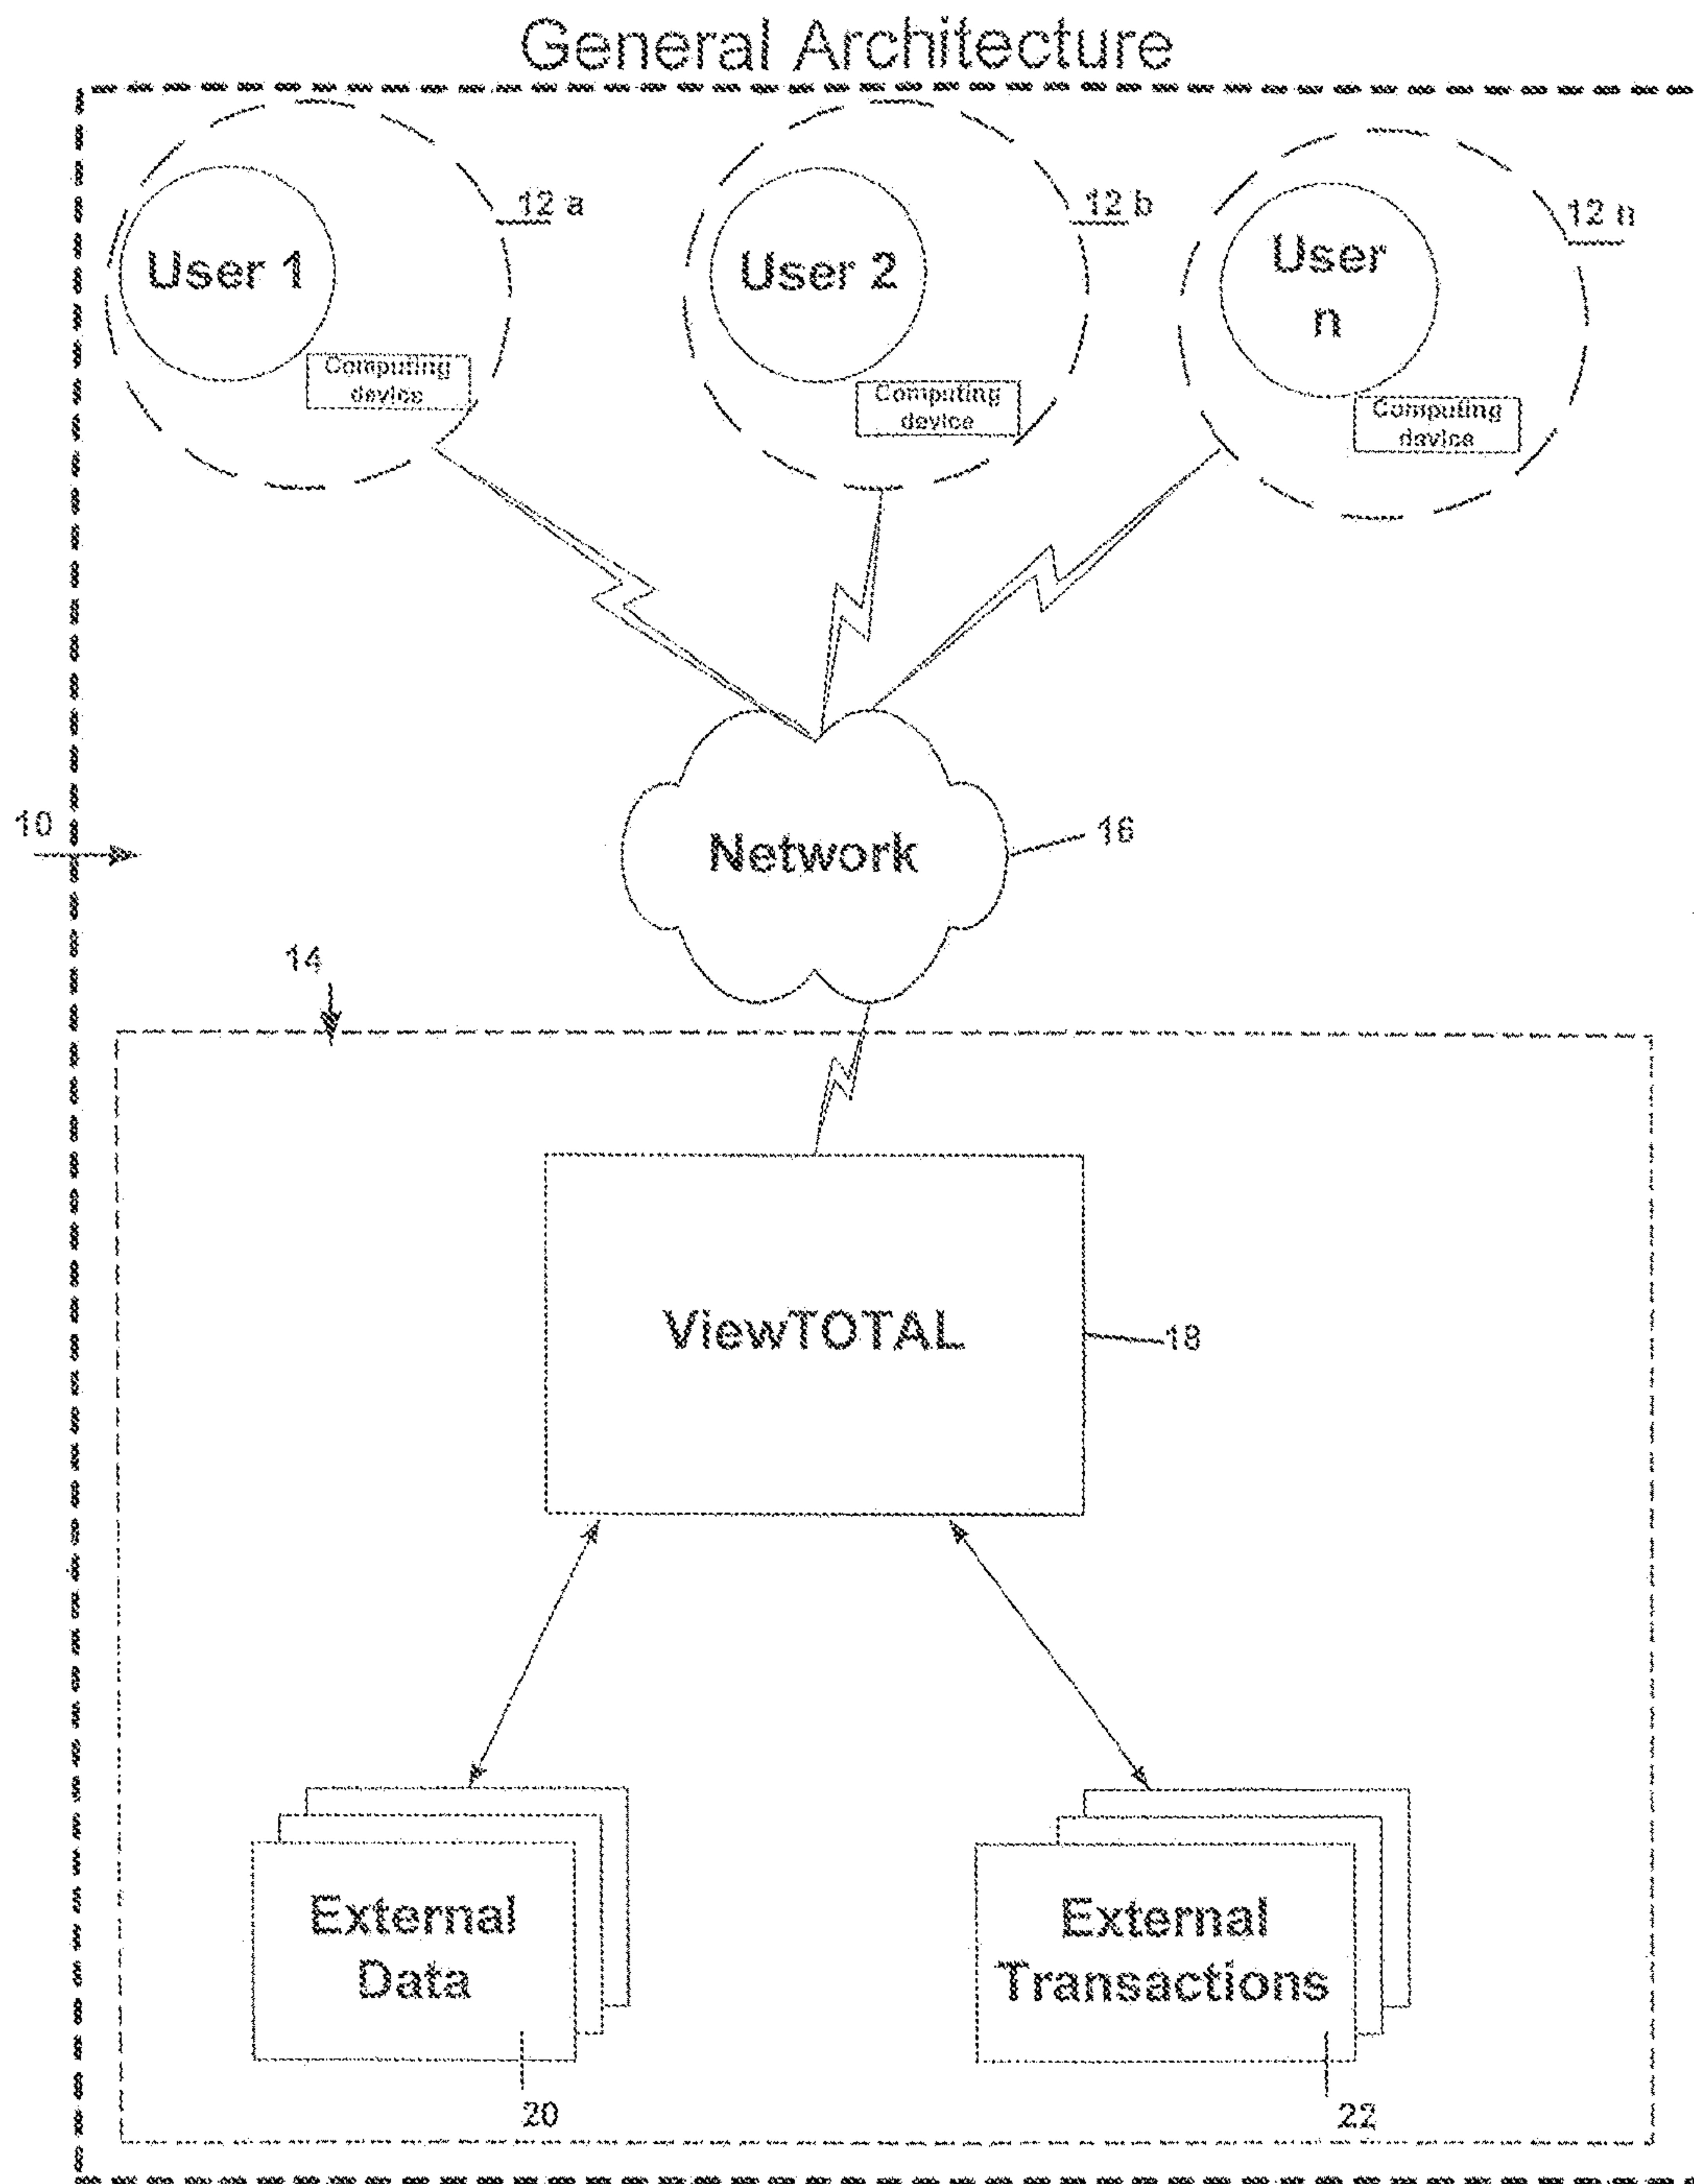 General Architecture
12 a
12 b
12 n
User 1
User 2
User
n
Computing
device
Computing
device
Computing
device
10
Network
16
14
ViewTOTAL
18
External
Data
External
Transactions
20
22